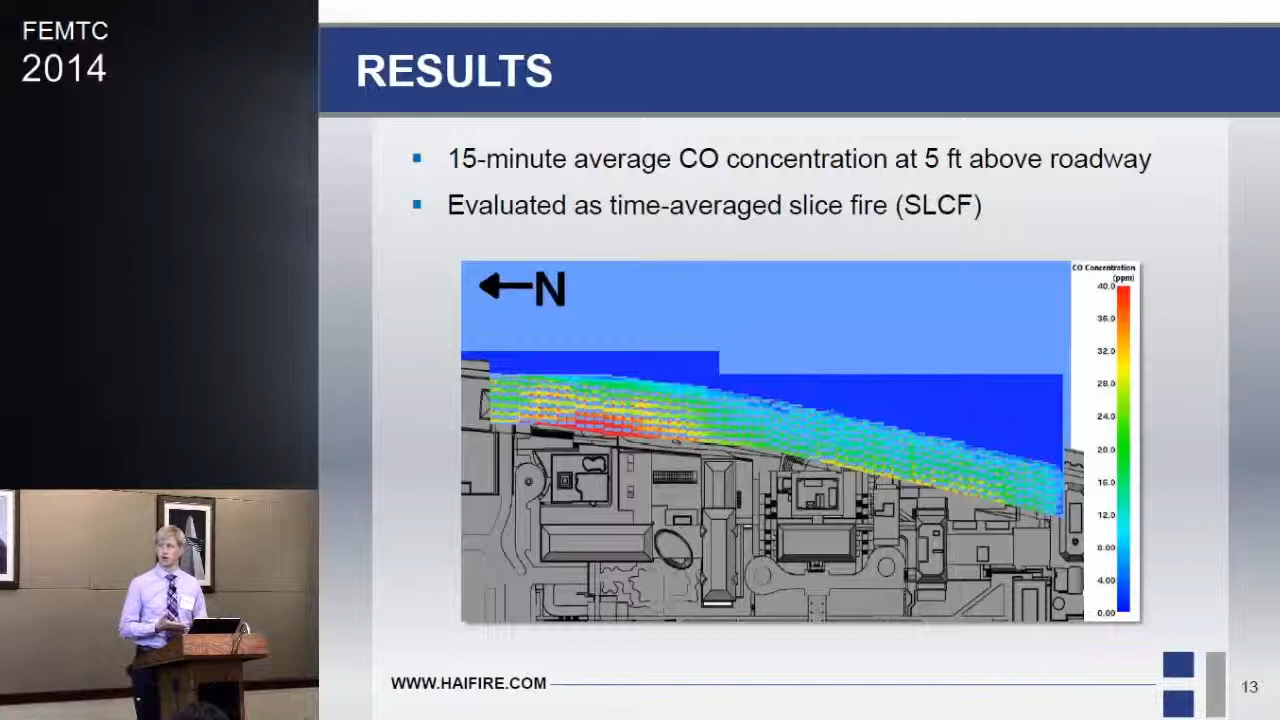 FEMTC
2014
RESULTS
15-minute average CO concentration at 5 ft above roadway
Evaluated as time-averaged slice fire (SLCF)
N
CO Concentration
(ppm)
40.0
36.0
32.0
28.0
24.0
20.0
16.0
12.0
8.00
4.00
0.00
WWW.HAIFIRE.COM
13